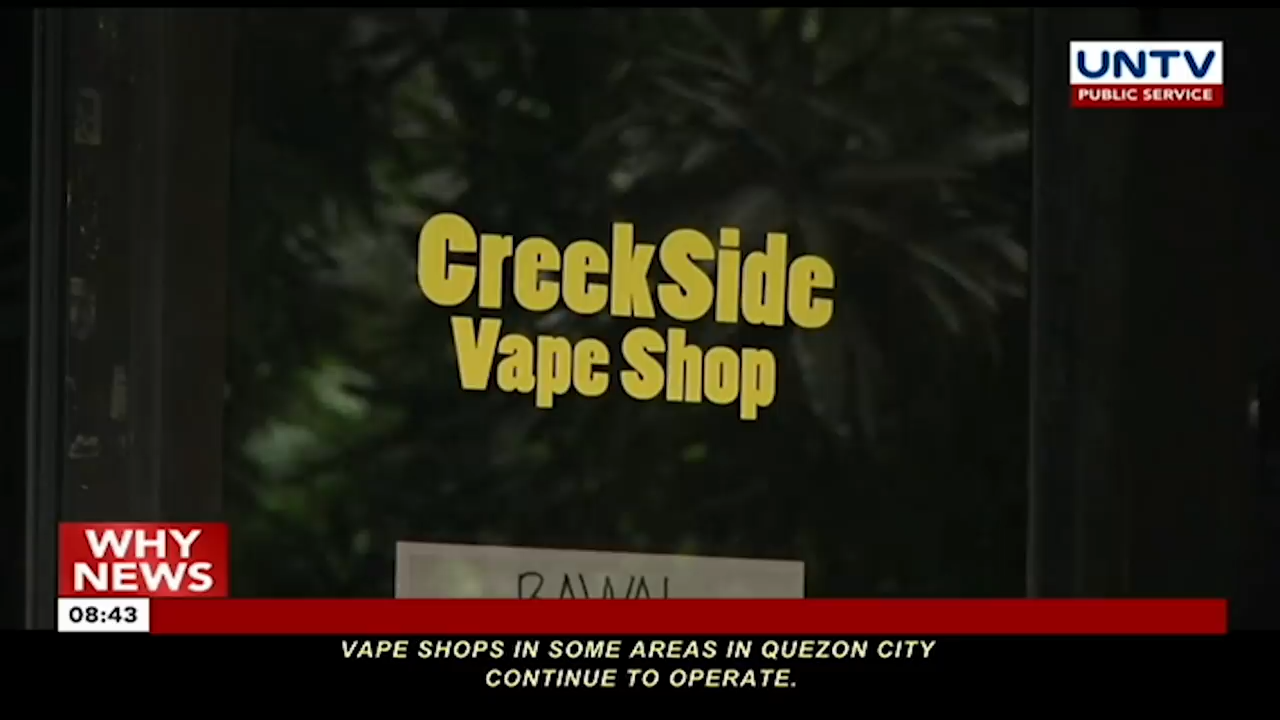 UNTV
PUBLIC SERVICE
CreekSide
Vape Shop
BAWAL
WHY
NEWS
08:43
VAPE SHOPS IN SOME AREAS IN QUEZON CITY
CONTINUE TO OPERATE.